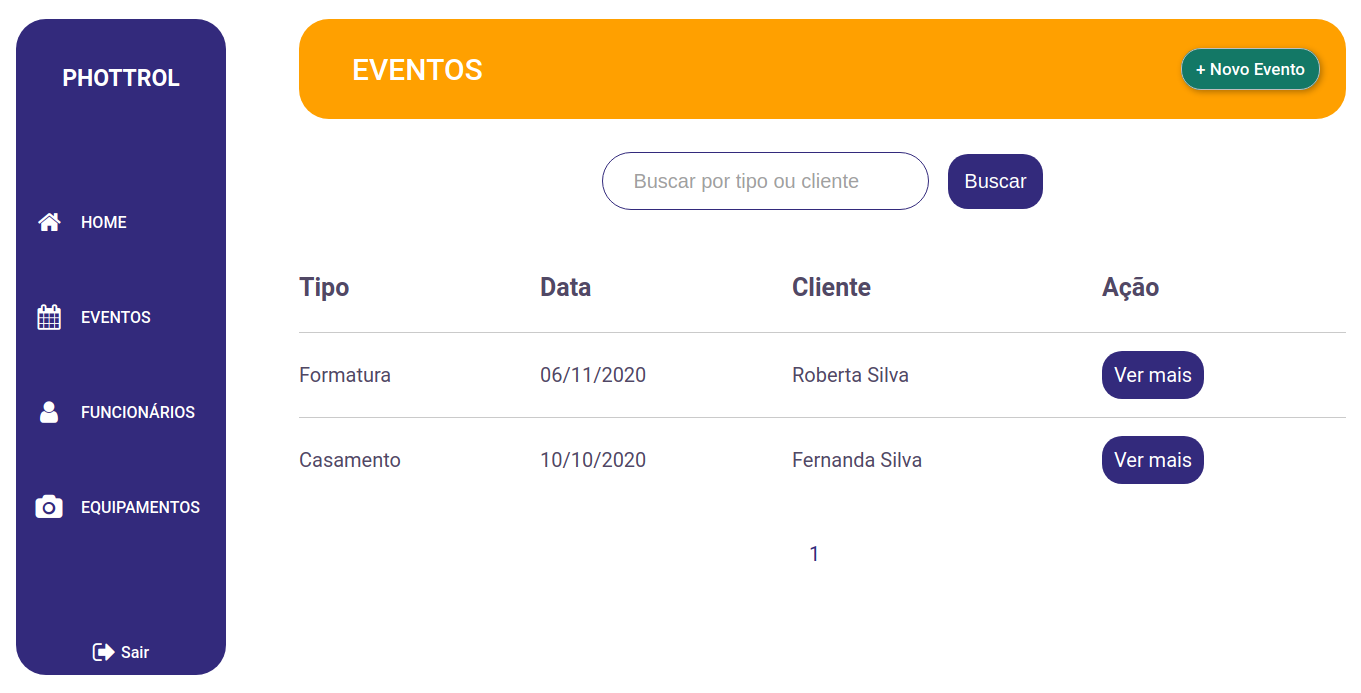 PHOTTROL
HOME
EVENTOS
FUNCIONÁRIOS
EQUIPAMENTOS
Sair
EVENTOS
+ Novo Evento
Buscar por tipo ou cliente
Buscar
Tipo Data Cliente Ação
Formatura 06/11/2020 Roberta Silva Ver mais
Casamento 10/10/2020 Fernanda Silva Ver mais
1